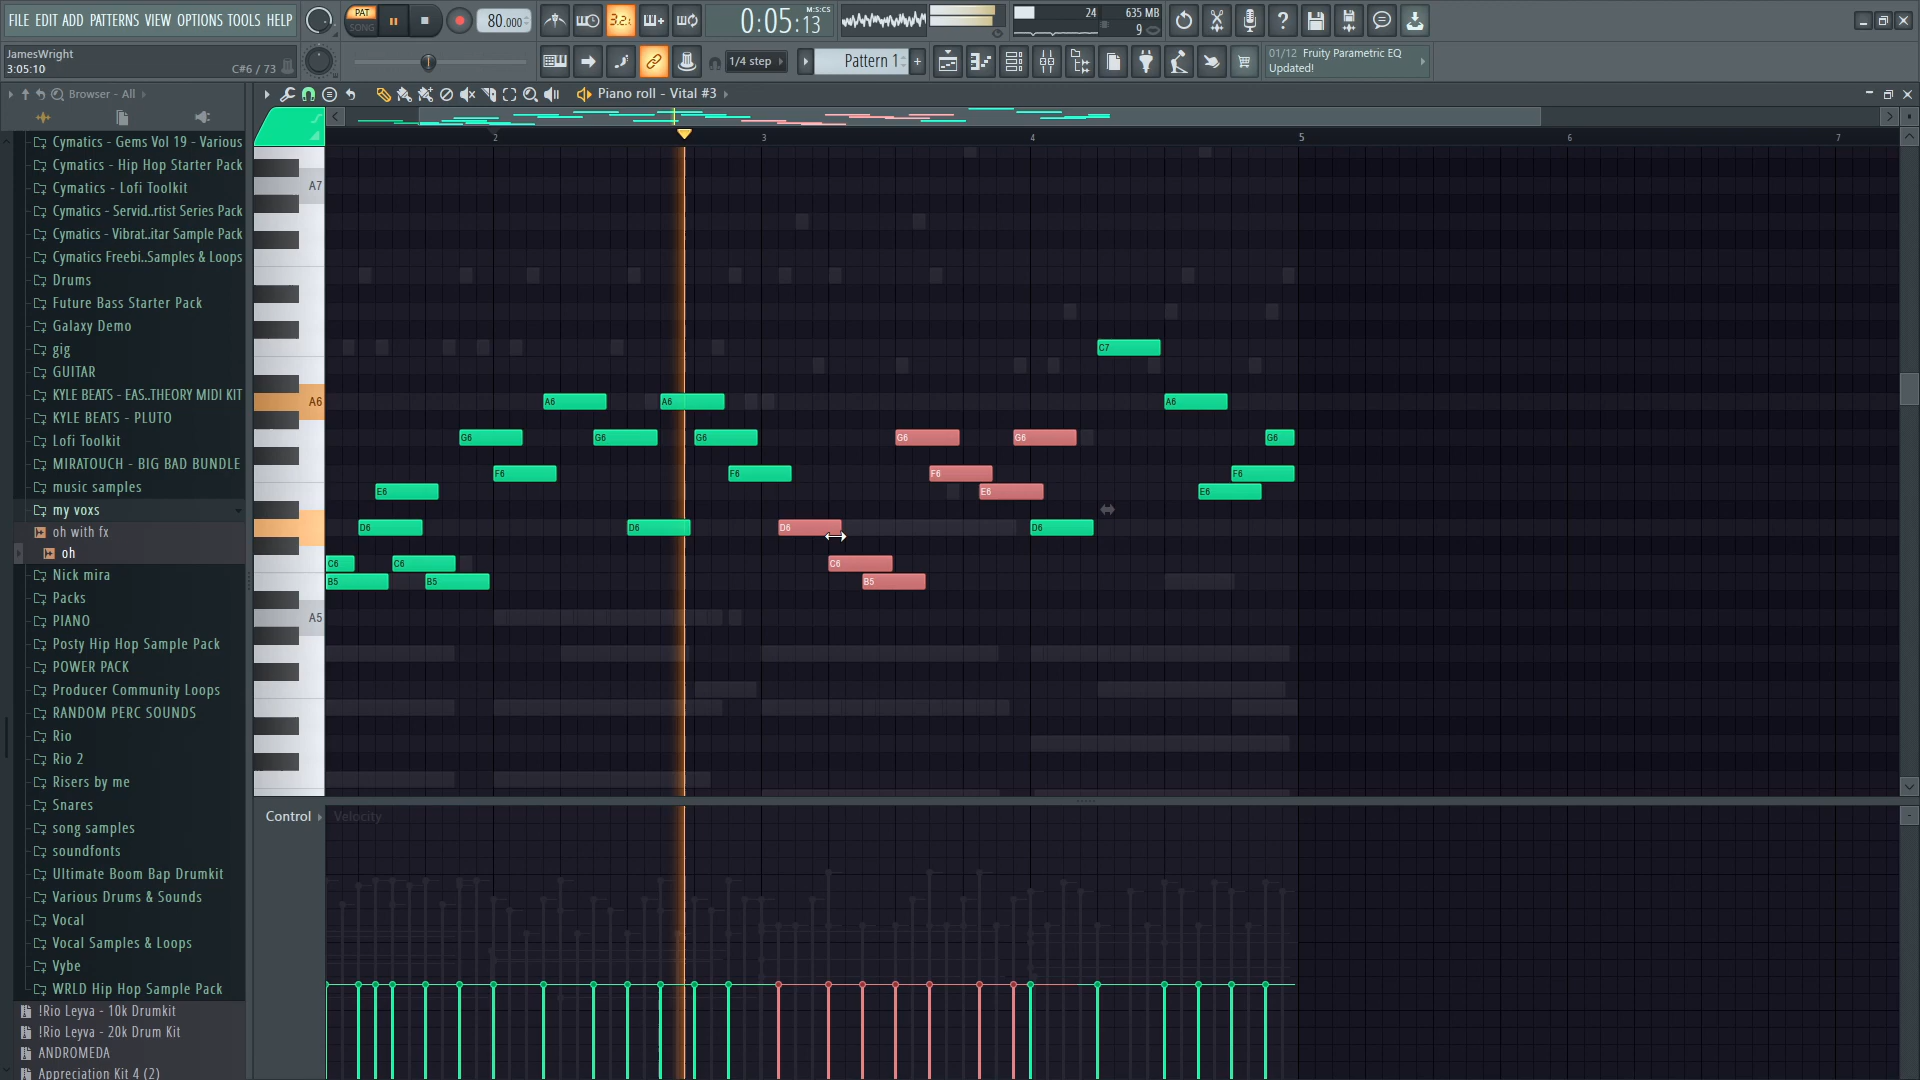 FILE EDIT ADD PATTERNS VIEW OPTIONS TOOLS HELP
PAT
SONG
3.2.:
80.000
0:05:13
M:S:CS
24
635 MB
9
JamesWright
3:05:10
C#6 / 73
1/4 step
Pattern 1
01/12 Fruity Parametric EQ
Updated!
Browser - All
Piano roll - Vital #3
Cymatics - Gems Vol 19 - Various
Cymatics - Hip Hop Starter Pack
Cymatics - Lofi Toolkit
Cymatics - Servid..rtist Series Pack
Cymatics - Vibrat..itar Sample Pack
Cymatics Freebi..Samples & Loops
Drums
Future Bass Starter Pack
Galaxy Demo
gig
GUITAR
KYLE BEATS - EAS..THEORY MIDI KIT
KYLE BEATS - PLUTO
Lofi Toolkit
MIRATOUCH - BIG BAD BUNDLE
music samples
my voxs
oh with fx
oh
Nick mira
Packs
PIANO
Posty Hip Hop Sample Pack
POWER PACK
Producer Community Loops
RANDOM PERC SOUNDS
Rio
Rio 2
Risers by me
Snares
song samples
soundfonts
Ultimate Boom Bap Drumkit
Various Drums & Sounds
Vocal
Vocal Samples & Loops
Vybe
WRLD Hip Hop Sample Pack
!Rio Leyva - 10k Drumkit
!Rio Leyva - 20k Drum Kit
ANDROMEDA
Appreciation Kit 4 (2)
2 3 4 5 6 7
A7
C7
A6 A6 A6 A6
G6 G6 G6 G6 G6 G6
F6 F6 F6 F6
E6 E6 E6
D6 D6 D6 D6
C6 C6 C6
B5 B5 B5
A5
Control Velocity